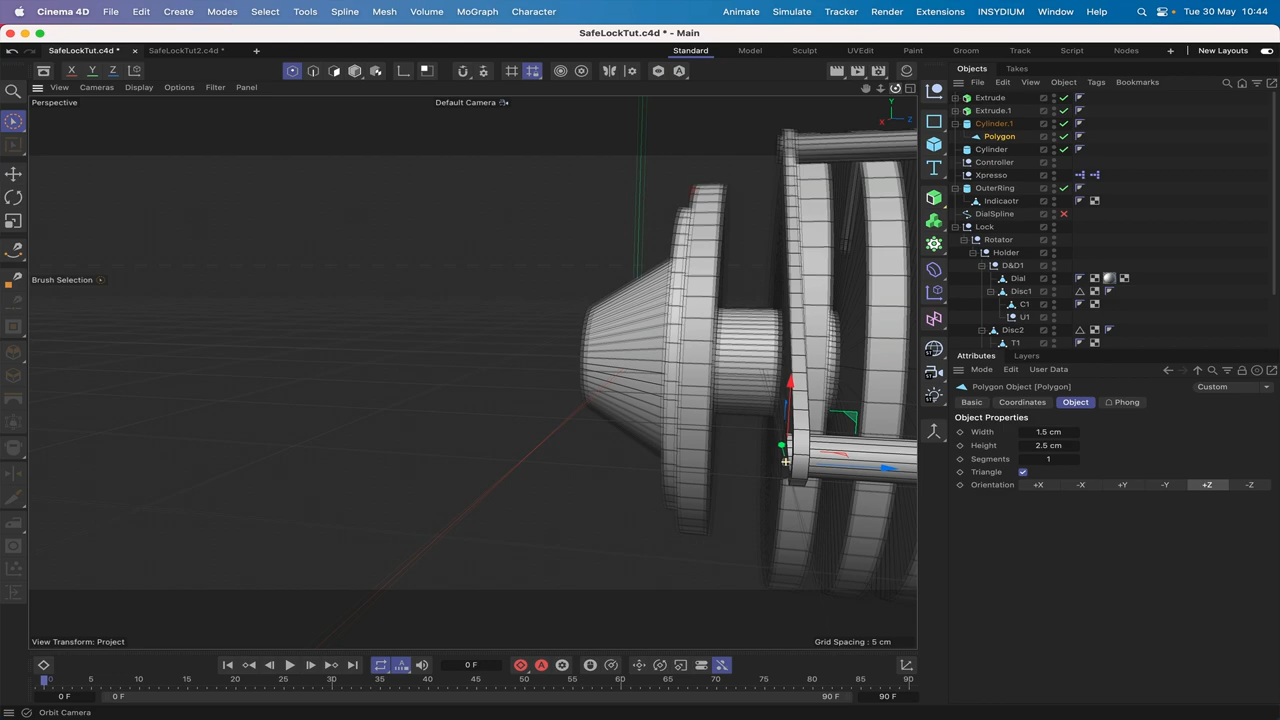 Cinema 4D File Edit Create Modes Select Tools Spline Mesh Volume MoGraph Character Animate Simulate Tracker Render Extensions INSYDIUM Window Help Tue 30 May 10:44
SafeLockTut.c4d * - Main
SafeLockTut.c4d * SafeLockTut2.c4d * Standard Model Sculpt UVEdit Paint Groom Track Script Nodes New Layouts
X Y Z
Objects Takes
View Cameras Display Options Filter Panel
File Edit View Object Tags Bookmarks
Perspective
Default Camera
Y
Z
X
Extrude
Extrude.1
Cylinder.1
Polygon
Cylinder
Controller
Xpresso
OuterRing
Indicaotr
DialSpline
Lock
Rotator
Holder
D&D1
Dial
Disc1
C1
U1
Disc2
T1
Brush Selection
Attributes Layers
Mode Edit User Data
Polygon Object [Polygon] Custom
Basic Coordinates Object Phong
Object Properties
Width 1.5 cm
Height 2.5 cm
Segments 1
Triangle
Orientation +X -X +Y -Y +Z -Z
View Transform: Project
Grid Spacing : 5 cm
0 F
0 5 10 15 20 25 30 35 40 45 50 55 60 65 70 75 80 85 90
0 F 0 F 90 F 90 F
Orbit Camera